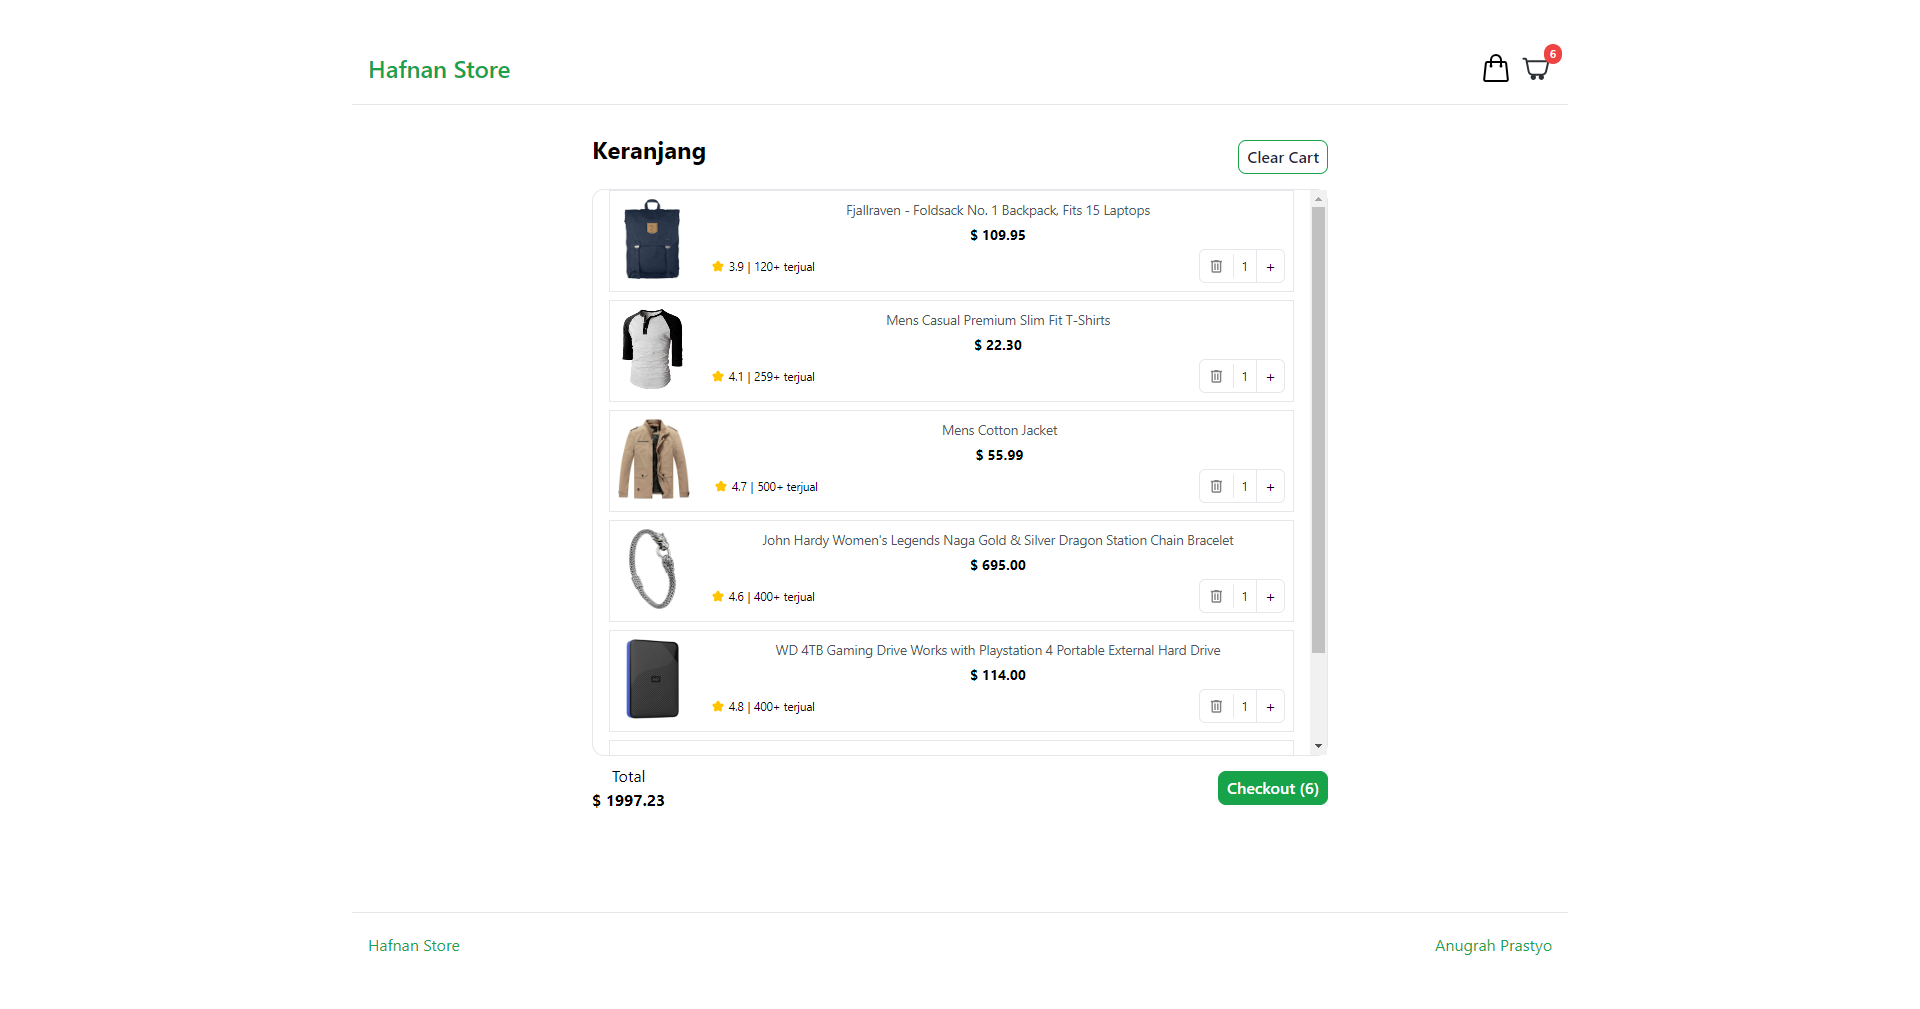 Hafnan Store
6
Keranjang
Clear Cart
Fjallraven - Foldsack No. 1 Backpack, Fits 15 Laptops
$ 109.95
3.9 | 120+ terjual
1 +
Mens Casual Premium Slim Fit T-Shirts
$ 22.30
4.1 | 259+ terjual
1 +
Mens Cotton Jacket
$ 55.99
4.7 | 500+ terjual
1 +
John Hardy Women's Legends Naga Gold & Silver Dragon Station Chain Bracelet
$ 695.00
4.6 | 400+ terjual
1 +
WD 4TB Gaming Drive Works with Playstation 4 Portable External Hard Drive
$ 114.00
4.8 | 400+ terjual
1 +
Total
$ 1997.23
Checkout (6)
Hafnan Store
Anugrah Prastyo